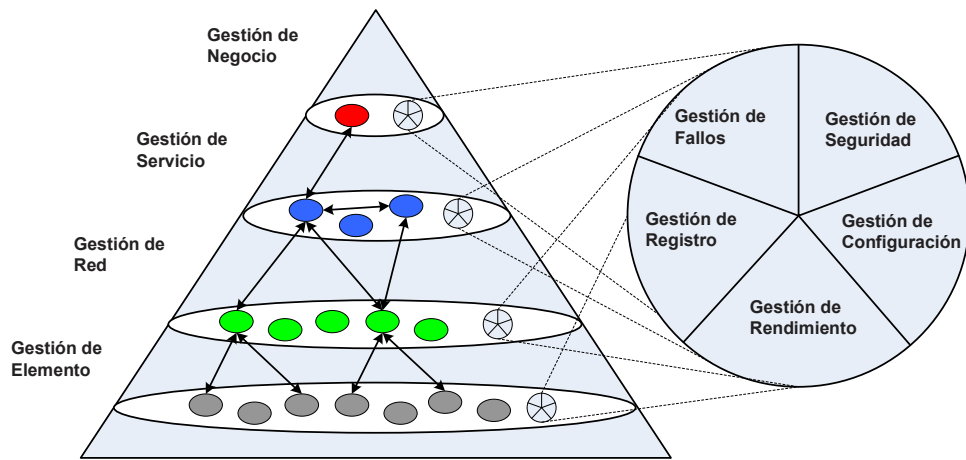 Gestión de
Negocio
Gestión de
Servicio
Gestión de
Red
Gestión de
Elemento
Gestión de
Fallos
Gestión de
Seguridad
Gestión de
Registro
Gestión de
Configuración
Gestión de
Rendimiento